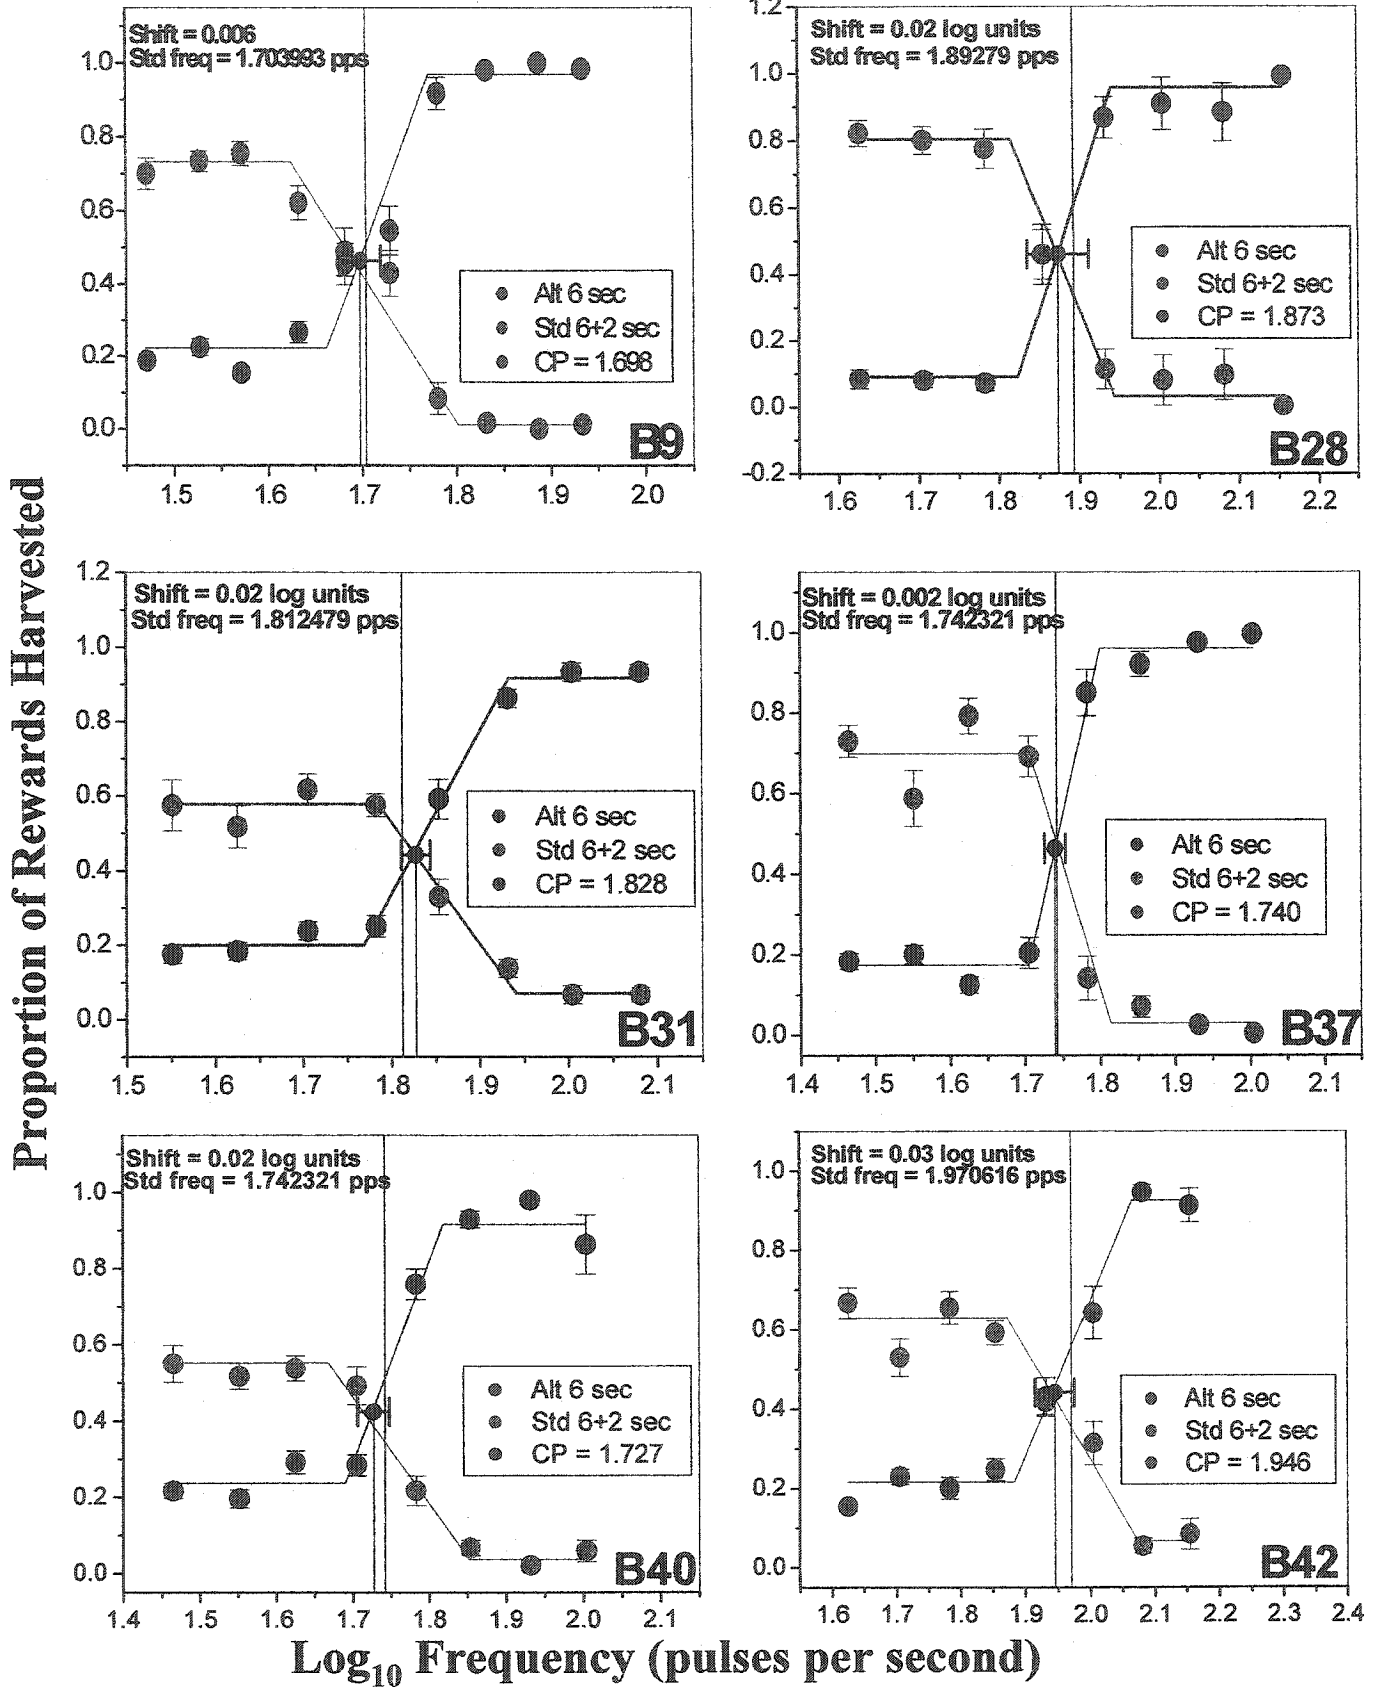 Proportion of Rewards Harvested
Shift = 0.006
Std freq = 1.703993 pps
1.0
0.8
0.6
0.4
0.2
0.0
Alt 6 sec
Std 6+2 sec
CP = 1.698
B9
1.5 1.6 1.7 1.8 1.9 2.0
Shift = 0.02 log units
Std freq = 1.89279 pps
1.2
1.0
0.8
0.6
0.4
0.2
0.0
-0.2
Alt 6 sec
Std 6+2 sec
CP = 1.873
B28
1.6 1.7 1.8 1.9 2.0 2.1 2.2
Shift = 0.02 log units
Std freq = 1.812479 pps
1.2
1.0
0.8
0.6
0.4
0.2
0.0
Alt 6 sec
Std 6+2 sec
CP = 1.828
B31
1.5 1.6 1.7 1.8 1.9 2.0 2.1
Shift = 0.002 log units
Std freq = 1.742321 pps
1.0
0.8
0.6
0.4
0.2
0.0
Alt 6 sec
Std 6+2 sec
CP = 1.740
B37
1.4 1.5 1.6 1.7 1.8 1.9 2.0 2.1
Shift = 0.02 log units
Std freq = 1.742321 pps
1.0
0.8
0.6
0.4
0.2
0.0
Alt 6 sec
Std 6+2 sec
CP = 1.727
B40
1.4 1.5 1.6 1.7 1.8 1.9 2.0 2.1
Shift = 0.03 log units
Std freq = 1.970616 pps
1.0
0.8
0.6
0.4
0.2
0.0
Alt 6 sec
Std 6+2 sec
CP = 1.946
B42
1.6 1.7 1.8 1.9 2.0 2.1 2.2 2.3 2.4
Log10 Frequency (pulses per second)